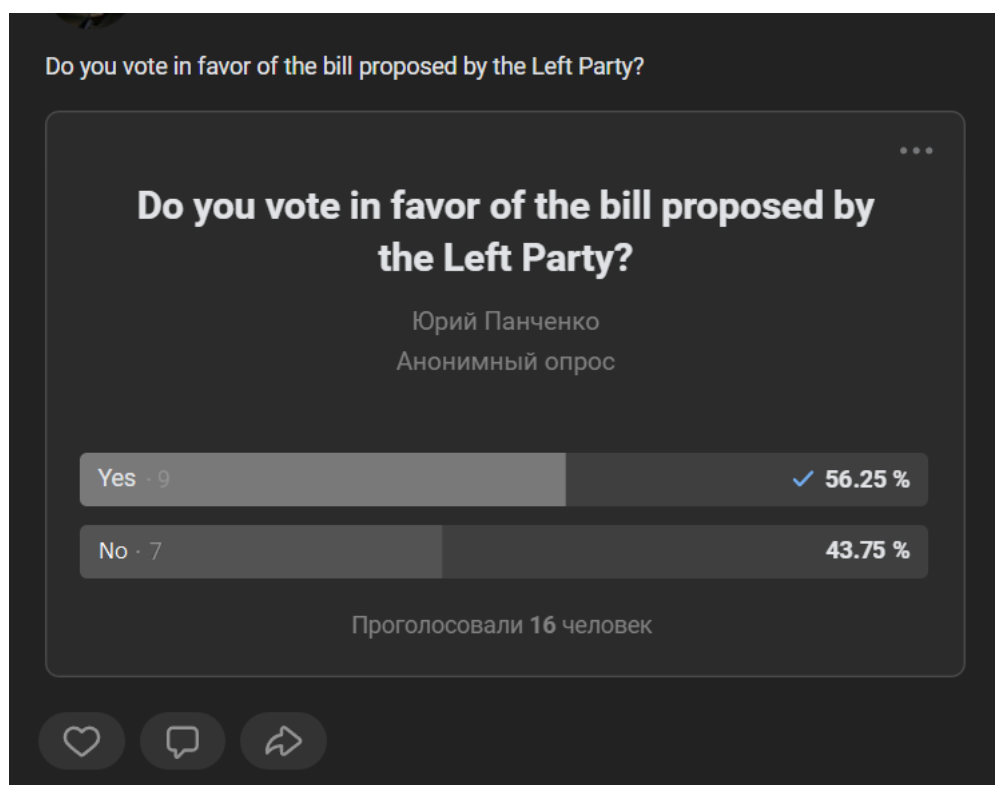 Do you vote in favor of the bill proposed by the Left Party?
Do you vote in favor of the bill proposed by
the Left Party?
Юрий Панченко
Анонимный опрос
Yes · 9 56.25 %
No · 7 43.75 %
Проголосовали 16 человек